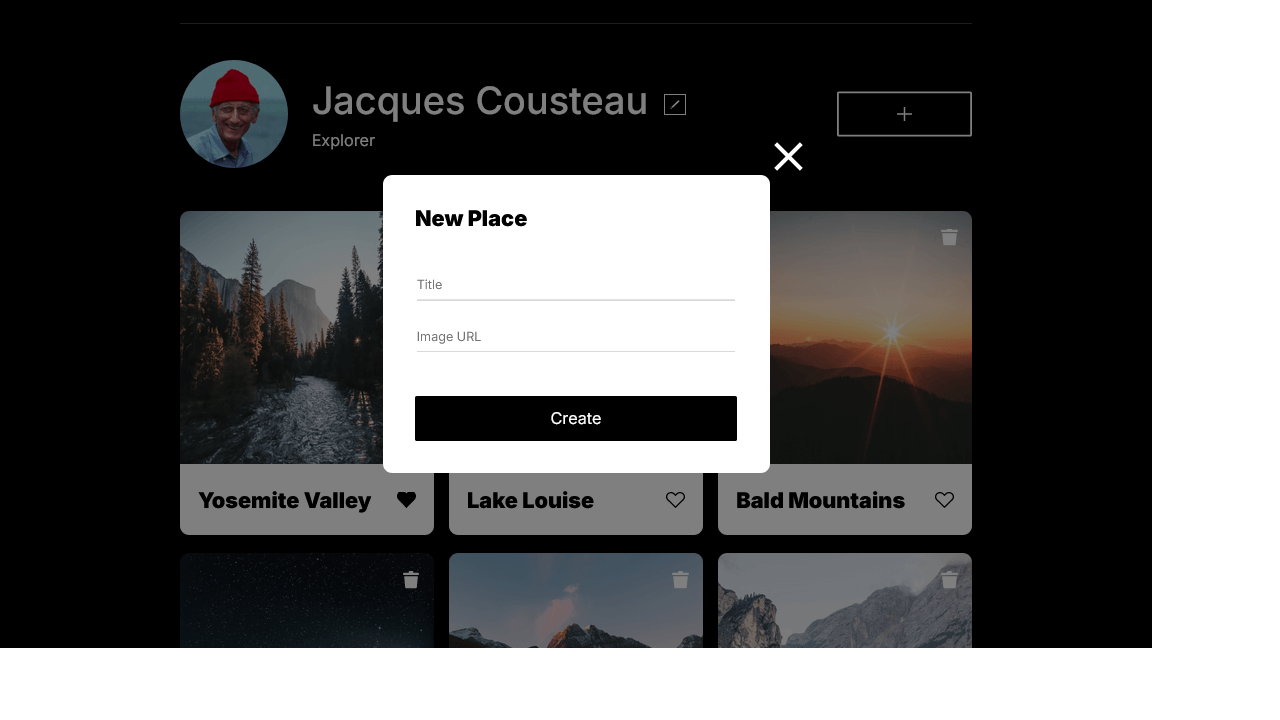 Jacques Cousteau
Explorer
New Place
Title
Image URL
Create
Yosemite Valley
Lake Louise
Bald Mountains